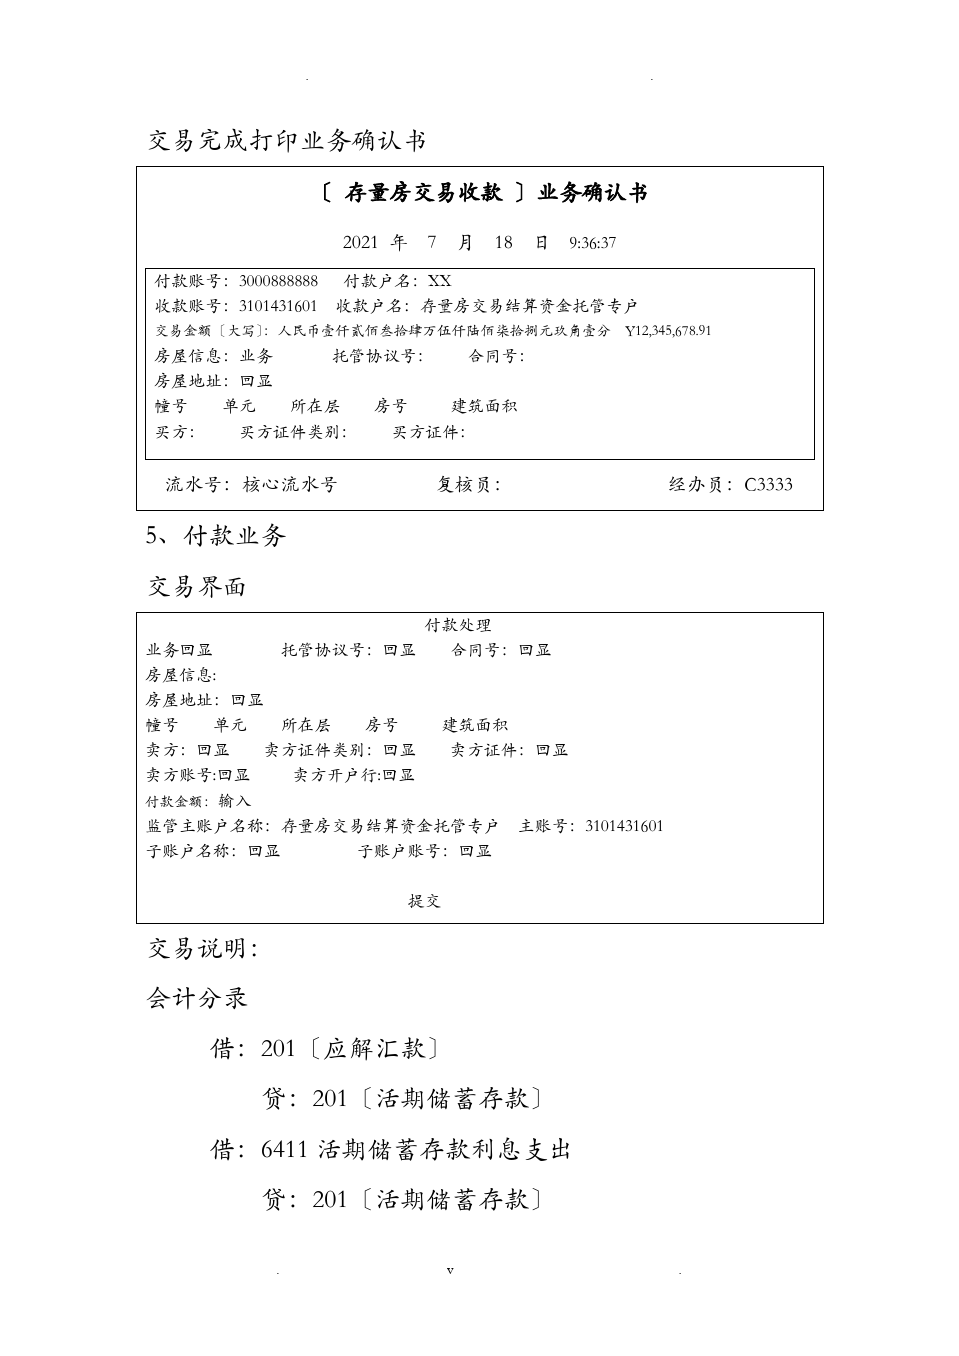 交易完成打印业务确认书
〔 存量房交易收款 〕业务确认书
2021 年 7 月 18 日 9:36:37
付款账号：3000888888 付款户名：XX
收款账号：3101431601 收款户名：存量房交易结算资金托管专户
交易金额〔大写〕：人民币壹仟贰佰叁拾肆万伍仟陆佰柒拾捌元玖角壹分 Y12,345,678.91
房屋信息：业务 托管协议号： 合同号：
房屋地址：回显
幢号 单元 所在层 房号 建筑面积
买方： 买方证件类别： 买方证件：
流水号：核心流水号 复核员： 经办员：C3333
5、付款业务
交易界面
付款处理
业务回显 托管协议号：回显 合同号：回显
房屋信息:
房屋地址：回显
幢号 单元 所在层 房号 建筑面积
卖方：回显 卖方证件类别：回显 卖方证件：回显
卖方账号:回显 卖方开户行:回显
付款金额：输入
监管主账户名称：存量房交易结算资金托管专户 主账号：3101431601
子账户名称：回显 子账户账号：回显
提交
交易说明：
会计分录
借：201〔应解汇款〕
贷：201〔活期储蓄存款〕
借：6411 活期储蓄存款利息支出
贷：201〔活期储蓄存款〕
. v .